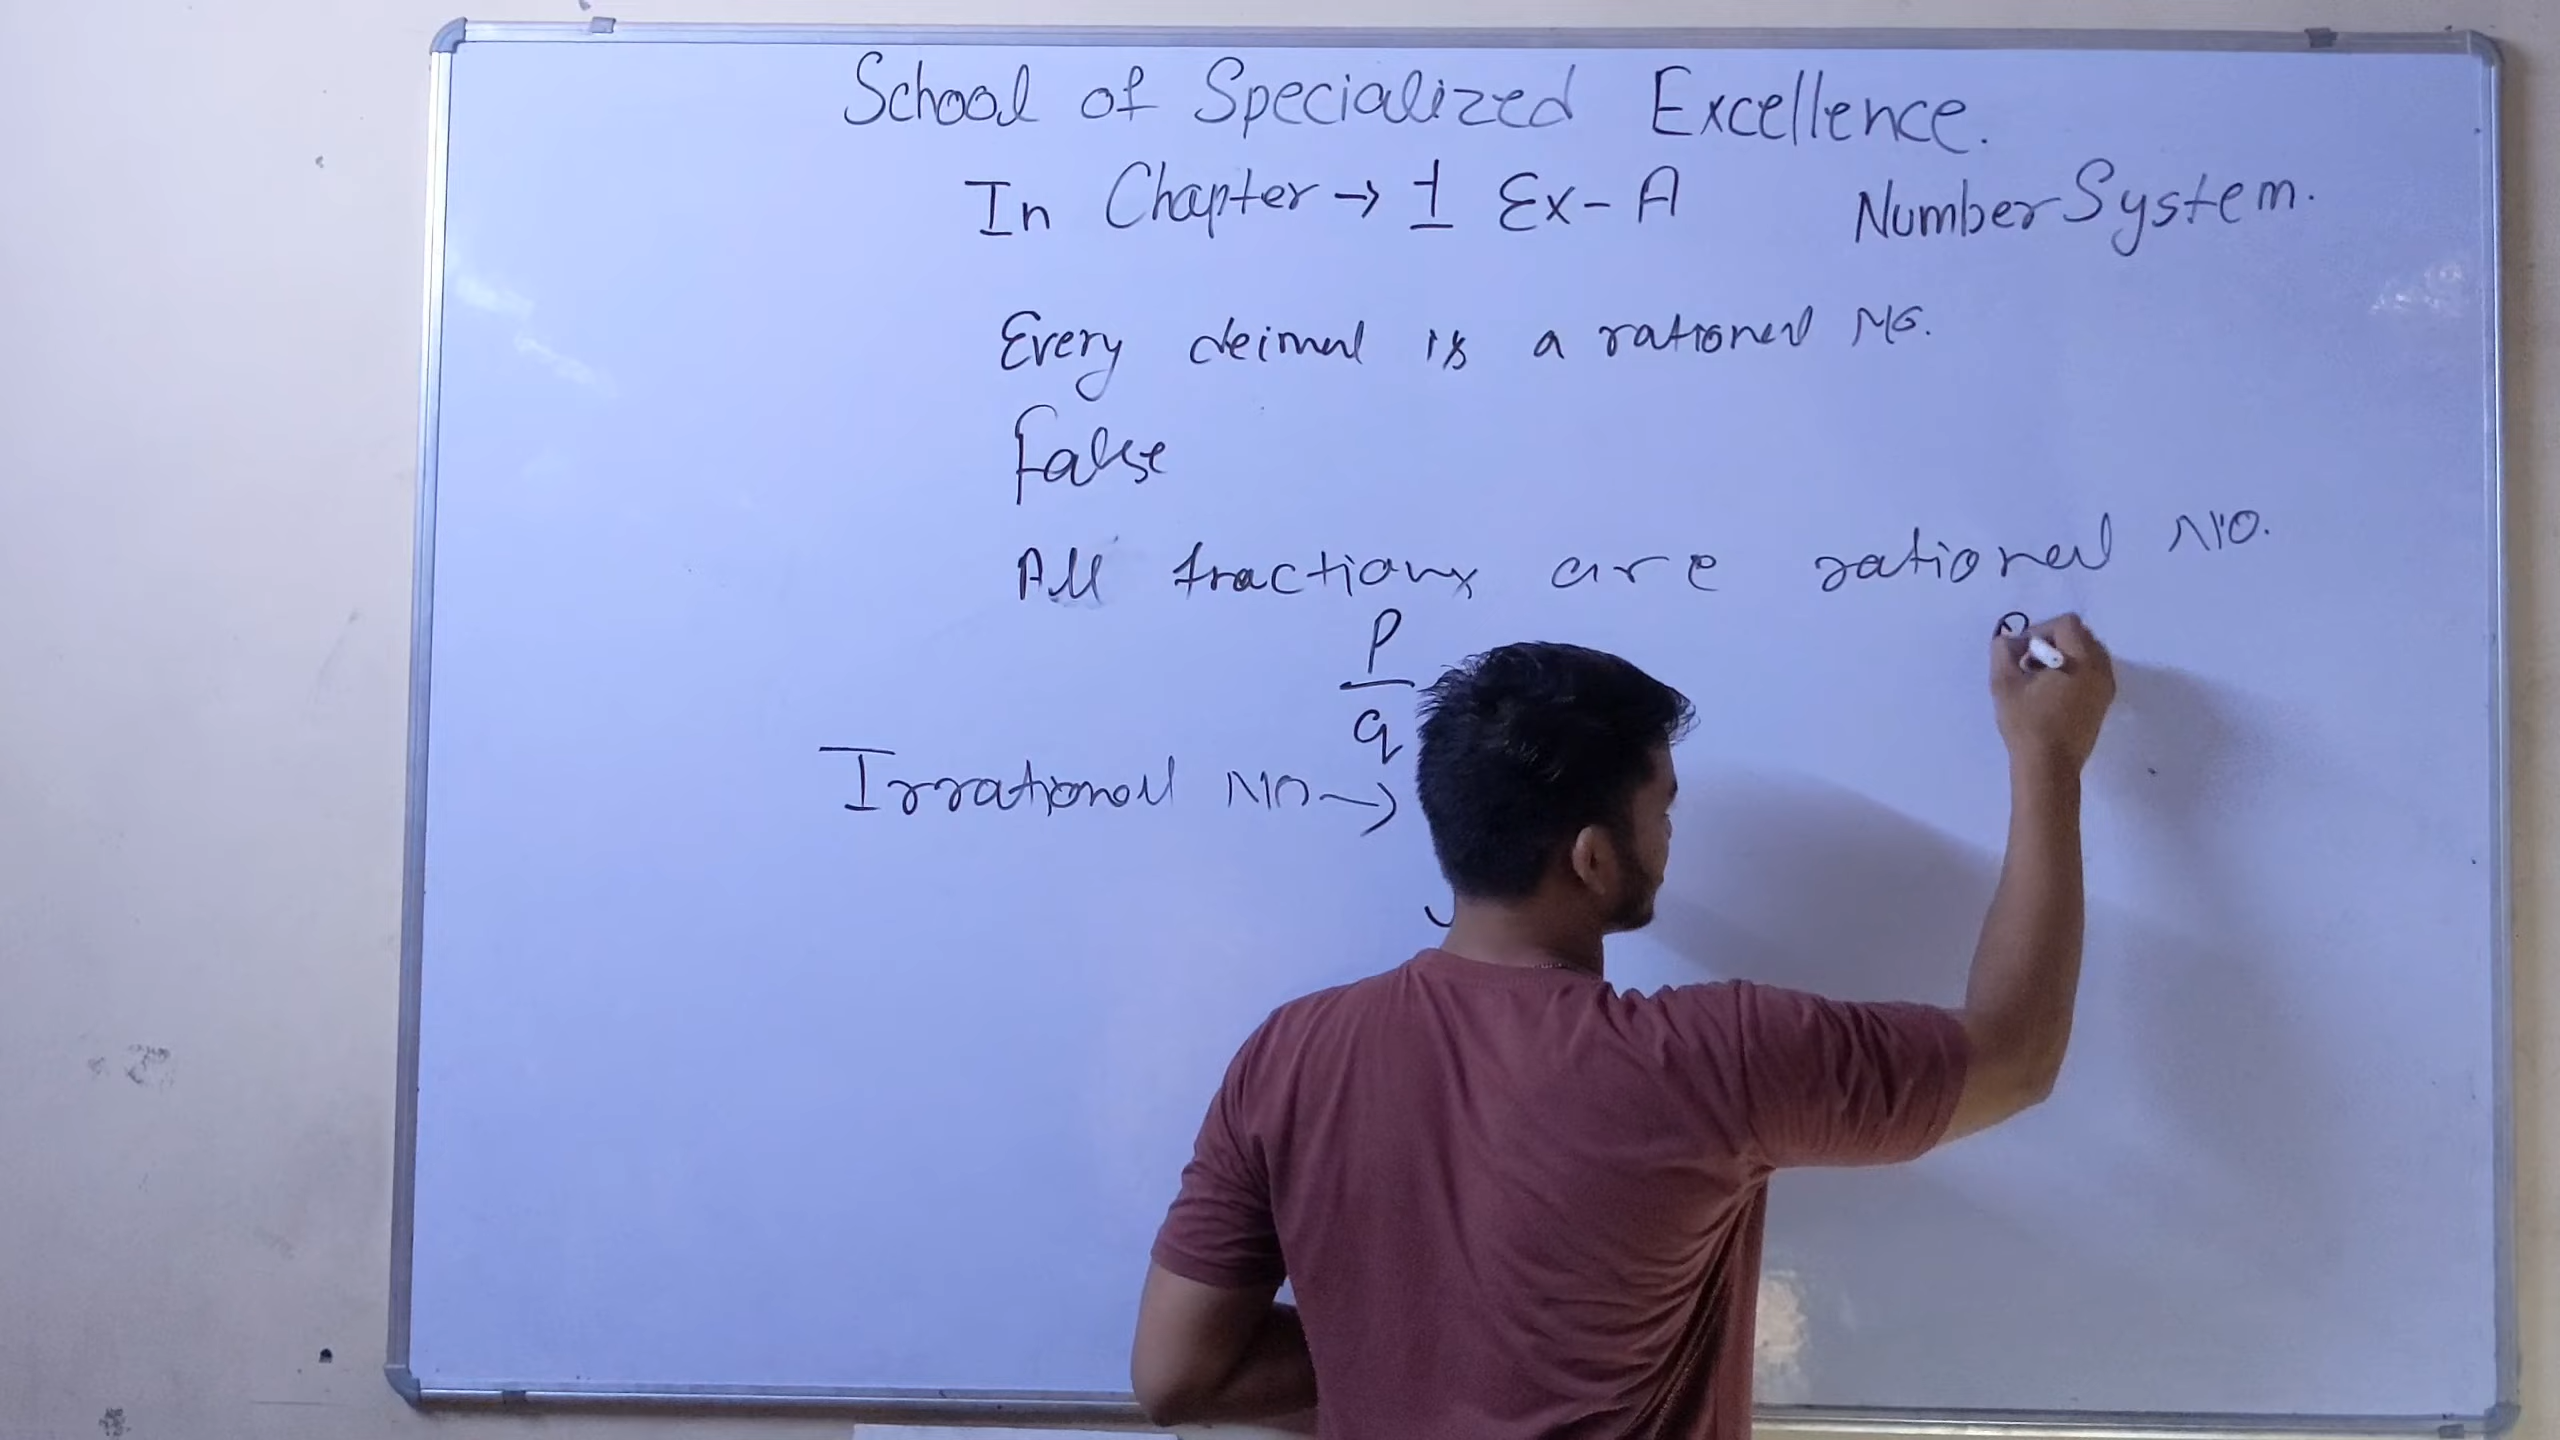 School of Specialized Excellence.
In Chapter → 1 Ex-A Number System.
Every deimal is a rational No.
False
All fractions are rational No.
P
q
Irrational No →